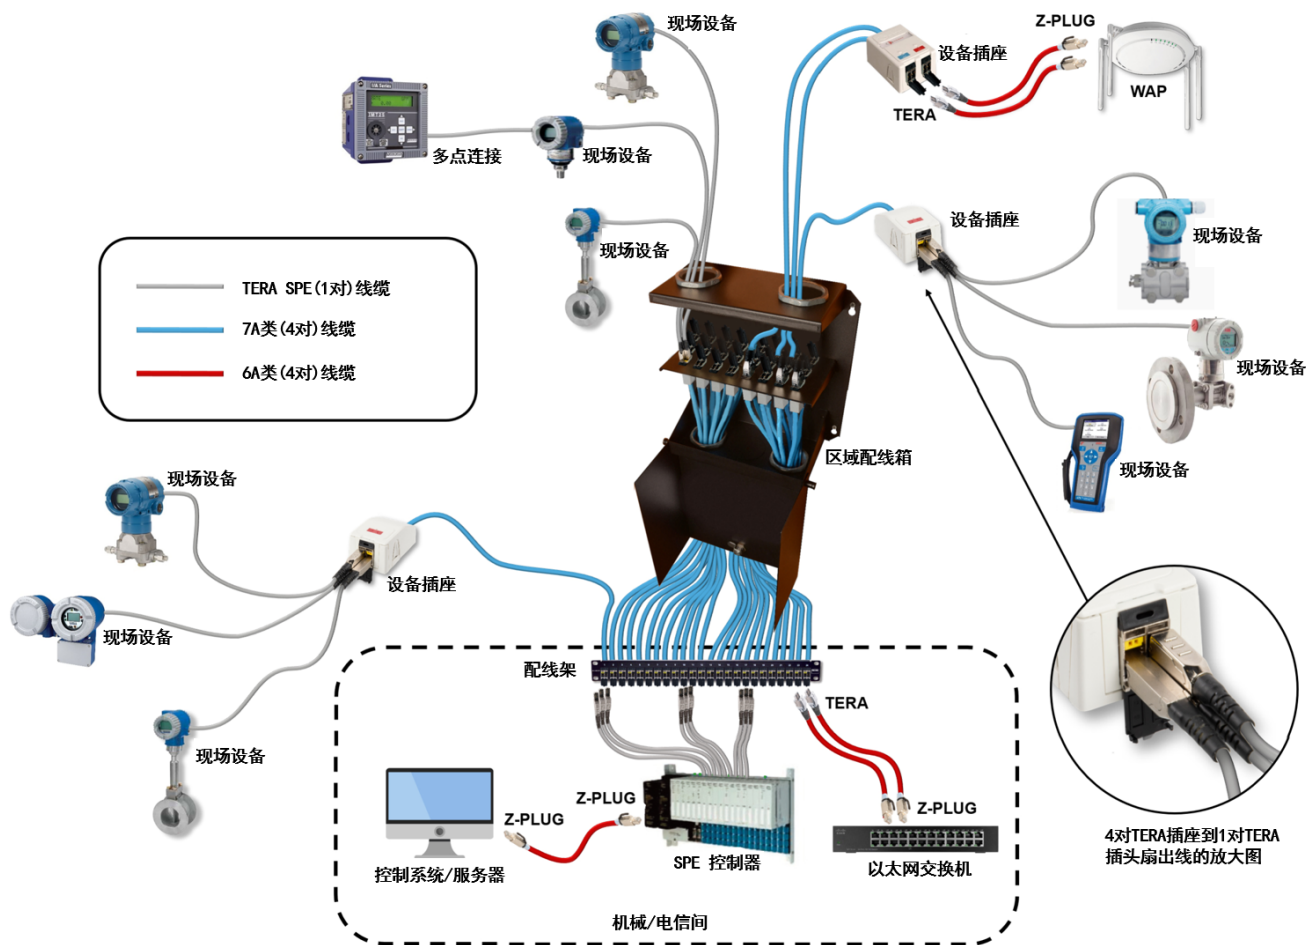 现场设备
设备插座
Z-PLUG
WAP
TERA
多点连接
现场设备
现场设备
设备插座
现场设备
现场设备
现场设备
TERA SPE(1对)线缆
7A类(4对)线缆
6A类(4对)线缆
区域配线箱
现场设备
设备插座
现场设备
现场设备
配线架
TERA
Z-PLUG
Z-PLUG
Z-PLUG
控制系统/服务器
SPE 控制器
以太网交换机
机械/电信间
4对TERA插座到1对TERA
插头扇出线的放大图